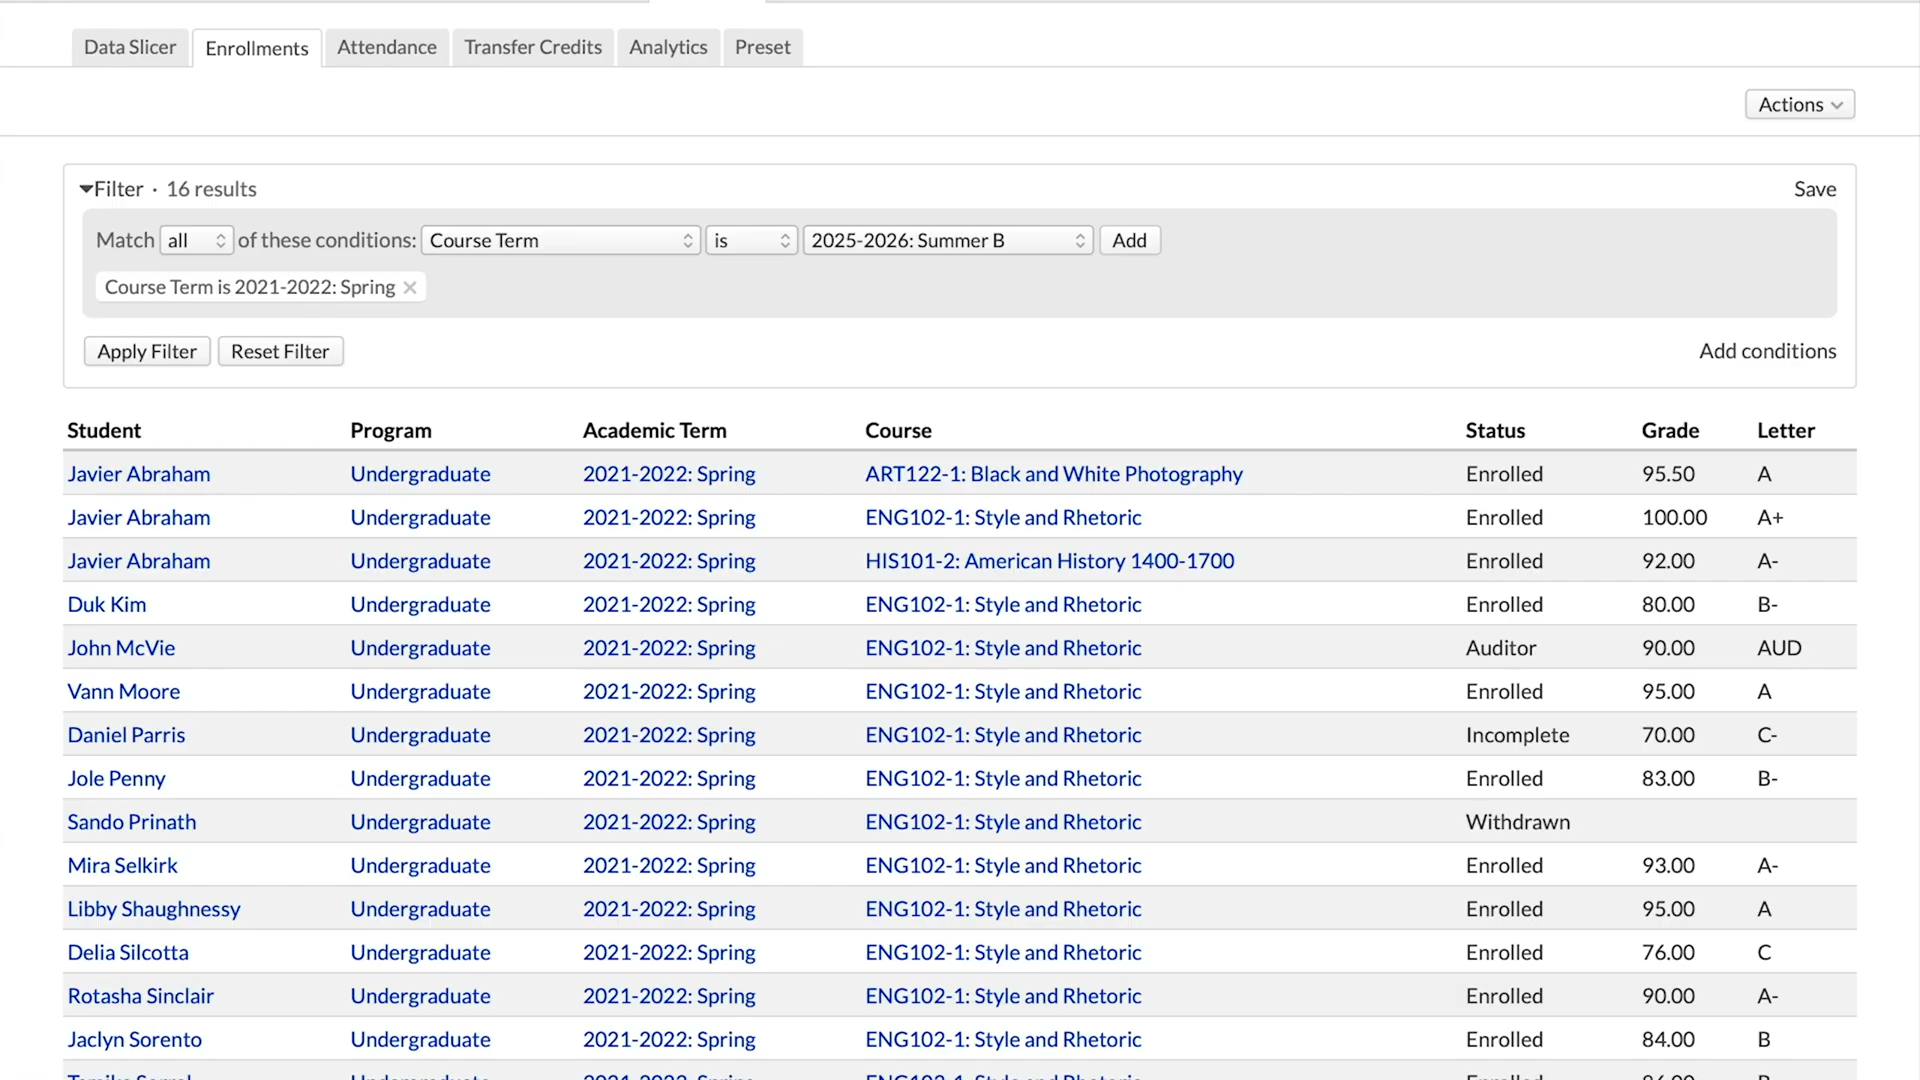 Data Slicer Enrollments Attendance Transfer Credits Analytics Preset
Actions
Filter · 16 results Save
Match all of these conditions: Course Term is 2025-2026: Summer B Add
Course Term is 2021-2022: Spring
Apply Filter Reset Filter Add conditions
Student Program Academic Term Course Status Grade Letter
Javier Abraham Undergraduate 2021-2022: Spring ART122-1: Black and White Photography Enrolled 95.50 A
Javier Abraham Undergraduate 2021-2022: Spring ENG102-1: Style and Rhetoric Enrolled 100.00 A+
Javier Abraham Undergraduate 2021-2022: Spring HIS101-2: American History 1400-1700 Enrolled 92.00 A-
Duk Kim Undergraduate 2021-2022: Spring ENG102-1: Style and Rhetoric Enrolled 80.00 B-
John McVie Undergraduate 2021-2022: Spring ENG102-1: Style and Rhetoric Auditor 90.00 AUD
Vann Moore Undergraduate 2021-2022: Spring ENG102-1: Style and Rhetoric Enrolled 95.00 A
Daniel Parris Undergraduate 2021-2022: Spring ENG102-1: Style and Rhetoric Incomplete 70.00 C-
Jole Penny Undergraduate 2021-2022: Spring ENG102-1: Style and Rhetoric Enrolled 83.00 B-
Sando Prinath Undergraduate 2021-2022: Spring ENG102-1: Style and Rhetoric Withdrawn
Mira Selkirk Undergraduate 2021-2022: Spring ENG102-1: Style and Rhetoric Enrolled 93.00 A-
Libby Shaughnessy Undergraduate 2021-2022: Spring ENG102-1: Style and Rhetoric Enrolled 95.00 A
Delia Silcotta Undergraduate 2021-2022: Spring ENG102-1: Style and Rhetoric Enrolled 76.00 C
Rotasha Sinclair Undergraduate 2021-2022: Spring ENG102-1: Style and Rhetoric Enrolled 90.00 A-
Jaclyn Sorento Undergraduate 2021-2022: Spring ENG102-1: Style and Rhetoric Enrolled 84.00 B
Undergraduate 2021-2022: Spring ENG102-1: Style and Rhetoric Enrolled